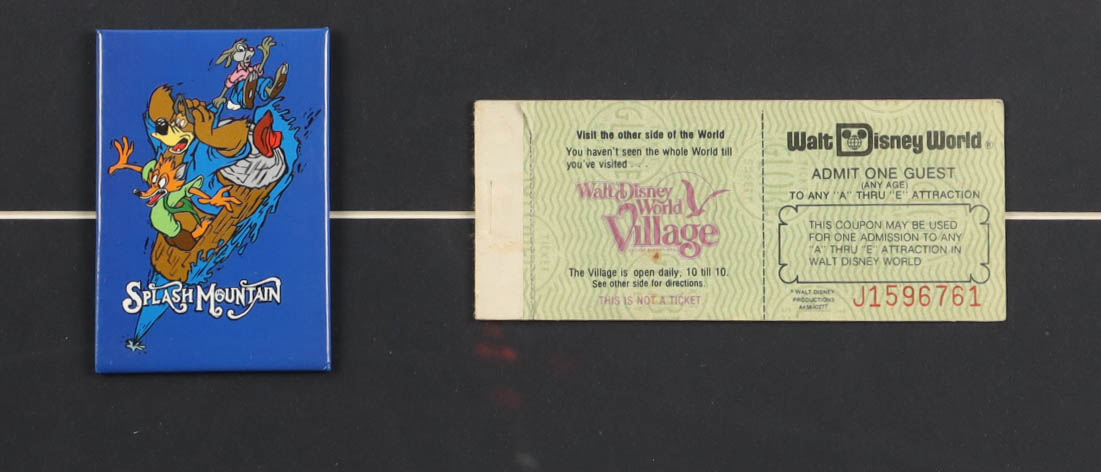 SPLASH MOUNTAIN
Visit the other side of the World
You haven't seen the whole World till
you've visited . . .
Walt Disney
World
Village
The Village is open daily, 10 till 10.
See other side for directions.
THIS IS NOT A TICKET
Walt Disney World®
ADMIT ONE GUEST
(ANY AGE)
TO ANY "A" THRU "E" ATTRACTION
THIS COUPON MAY BE USED
FOR ONE ADMISSION TO ANY
"A" THRU "E" ATTRACTION IN
WALT DISNEY WORLD
WALT DISNEY
PRODUCTIONS
J1596761